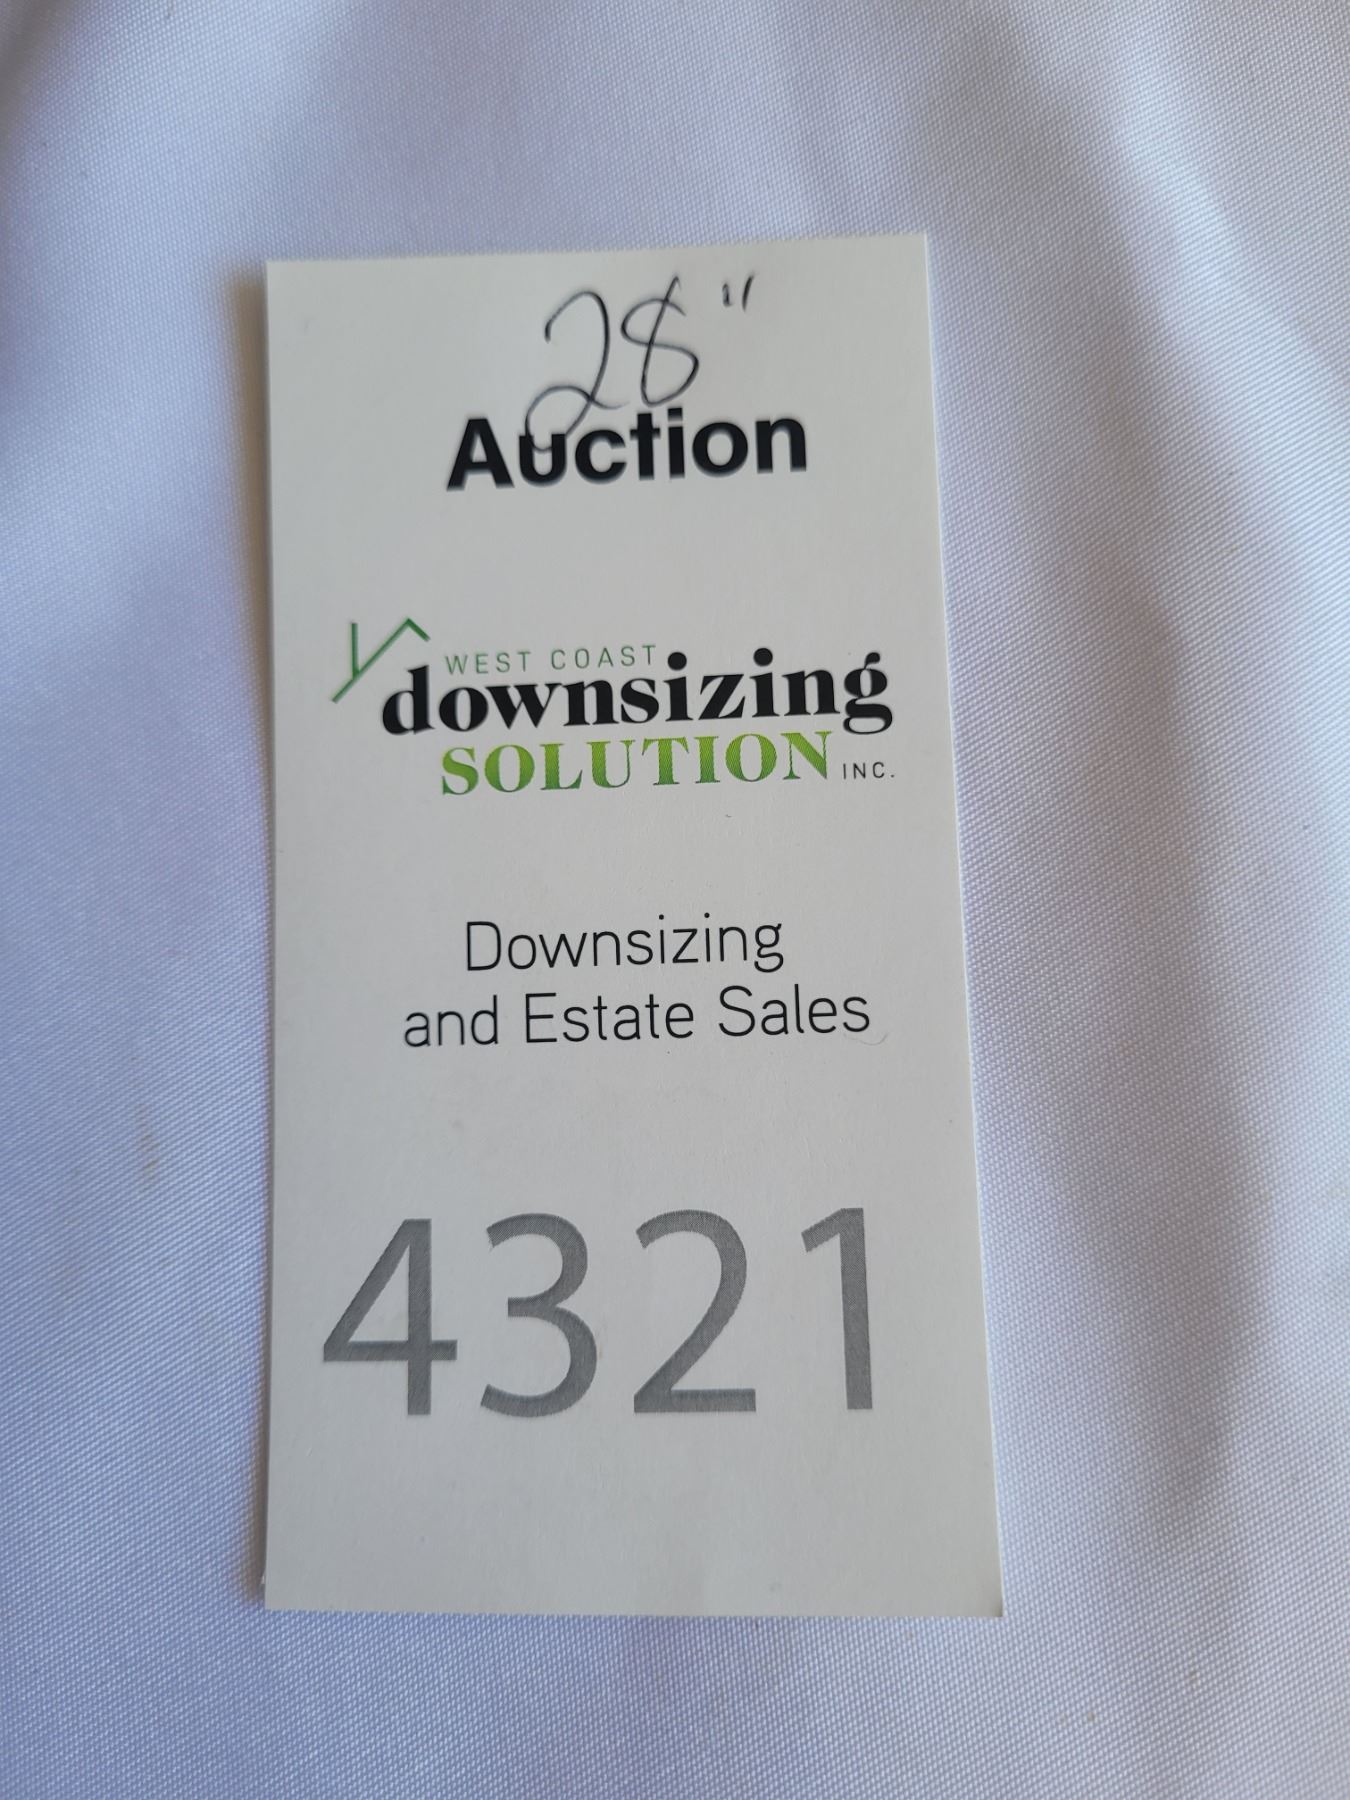 28"
Auction
WEST COAST
downsizing
SOLUTION INC.
Downsizing
and Estate Sales
4321